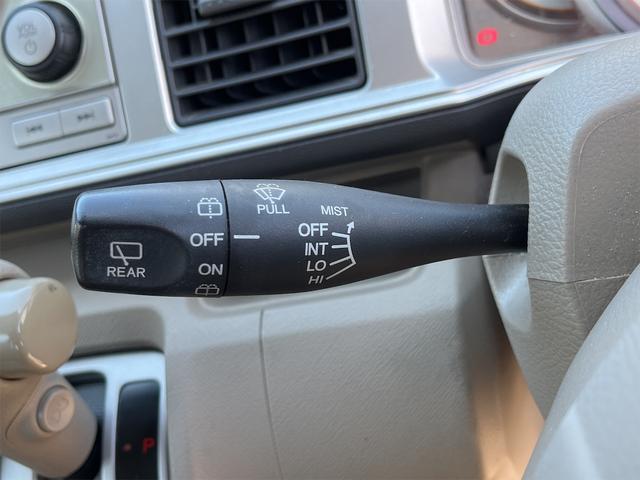 PULL
MIST
OFF
INT
LO
HI
OFF
ON
REAR
P